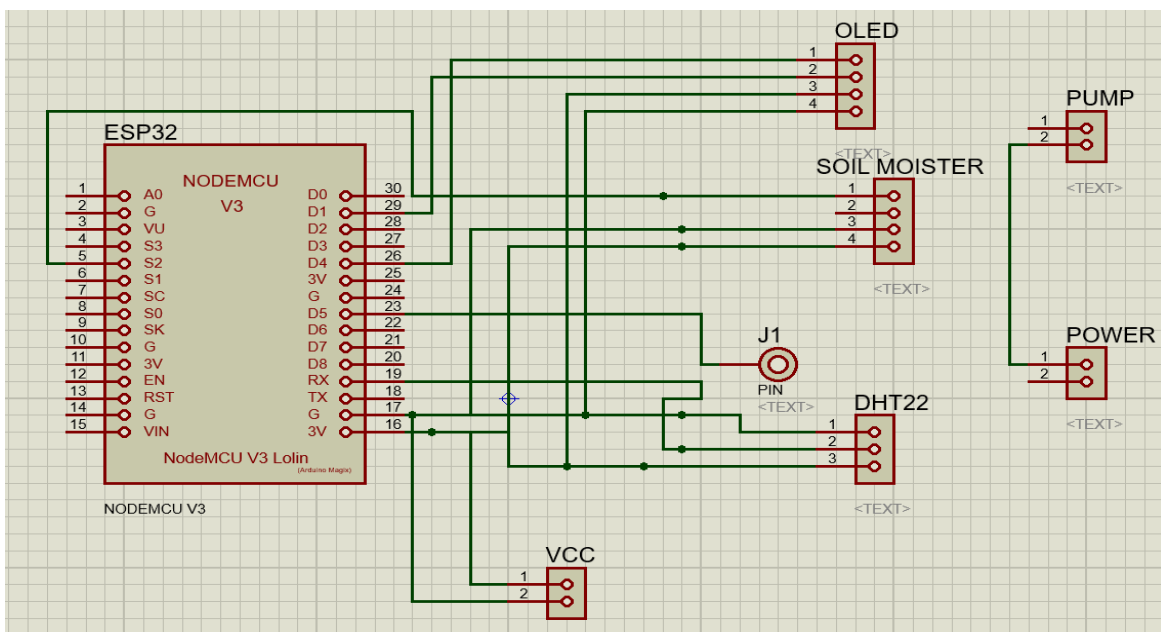 OLED
1
2
3
4
<TEXT>
PUMP
1
2
<TEXT>
ESP32
NODEMCU
V3
1 A0 D0 30
2 G D1 29
3 VU D2 28
4 S3 D3 27
5 S2 D4 26
6 S1 3V 25
7 SC G 24
8 S0 D5 23
9 SK D6 22
10 G D7 21
11 3V D8 20
12 EN RX 19
13 RST TX 18
14 G G 17
15 VIN 3V 16
NodeMCU V3 Lolin
(Arduino Magix)
NODEMCU V3
SOIL MOISTER
1
2
3
4
<TEXT>
J1
PIN
<TEXT>
POWER
1
2
<TEXT>
DHT22
1
2
3
<TEXT>
VCC
1
2